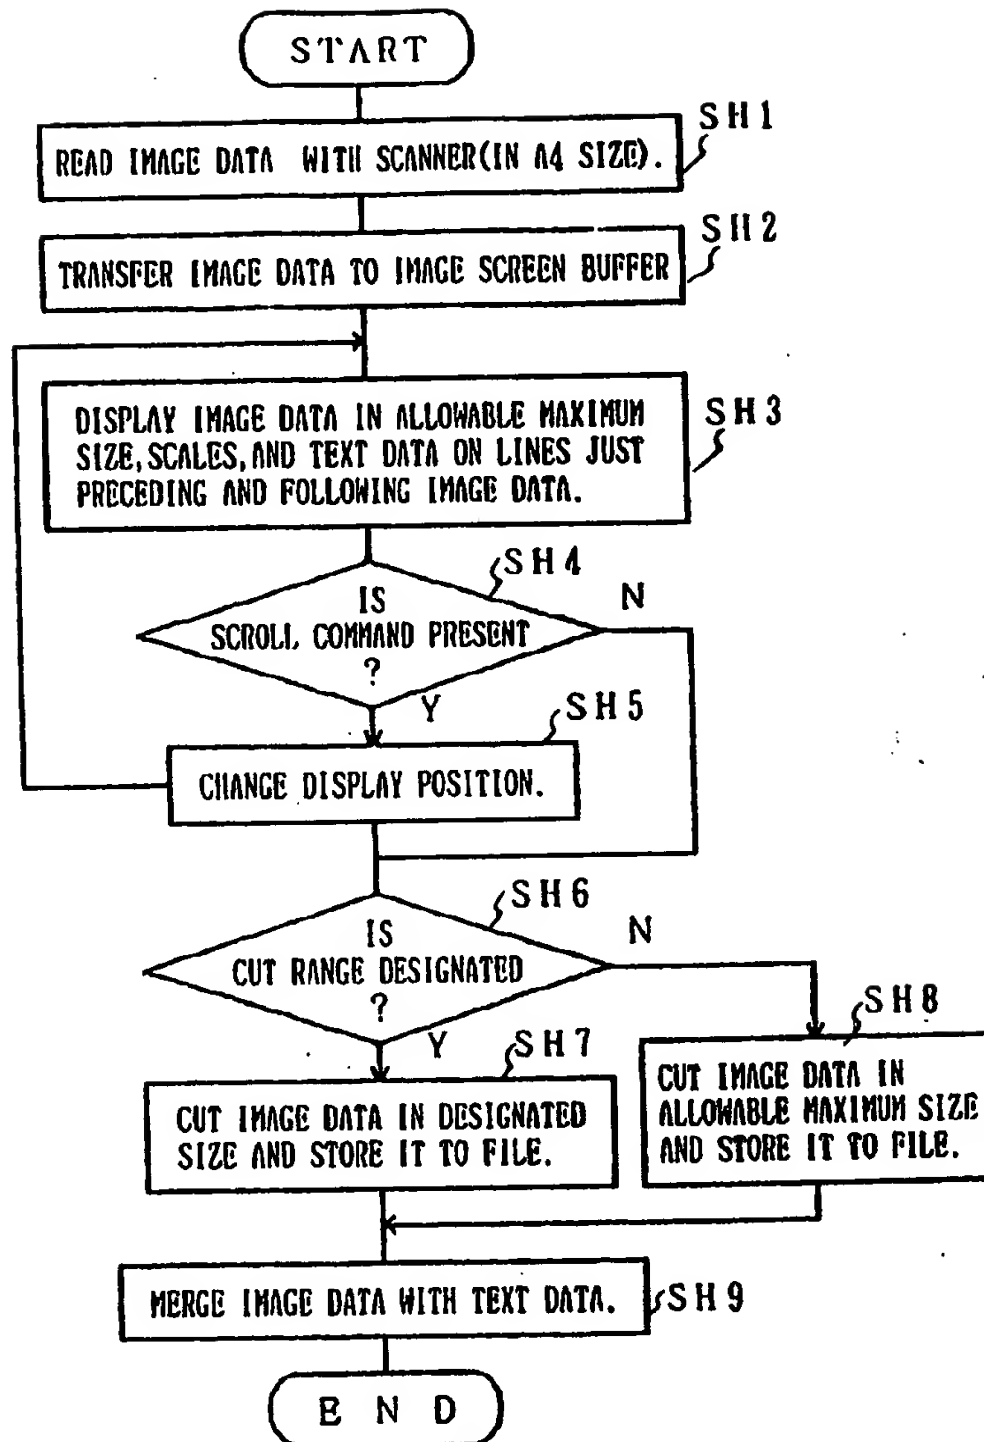 START
SH1
READ IMAGE DATA WITH SCANNER(IN A4 SIZE).
SH2
TRANSFER IMAGE DATA TO IMAGE SCREEN BUFFER
SH3
DISPLAY IMAGE DATA IN ALLOWABLE MAXIMUM
SIZE, SCALES, AND TEXT DATA ON LINES JUST
PRECEDING AND FOLLOWING IMAGE DATA.
SH4
N
IS
SCROLL COMMAND PRESENT
?
Y
SH5
CHANGE DISPLAY POSITION.
SH6
N
IS
CUT RANGE DESIGNATED
?
Y
SH7
CUT IMAGE DATA IN DESIGNATED
SIZE AND STORE IT TO FILE.
SH8
CUT IMAGE DATA IN
ALLOWABLE MAXIMUM SIZE
AND STORE IT TO FILE.
MERGE IMAGE DATA WITH TEXT DATA.
SH9
END